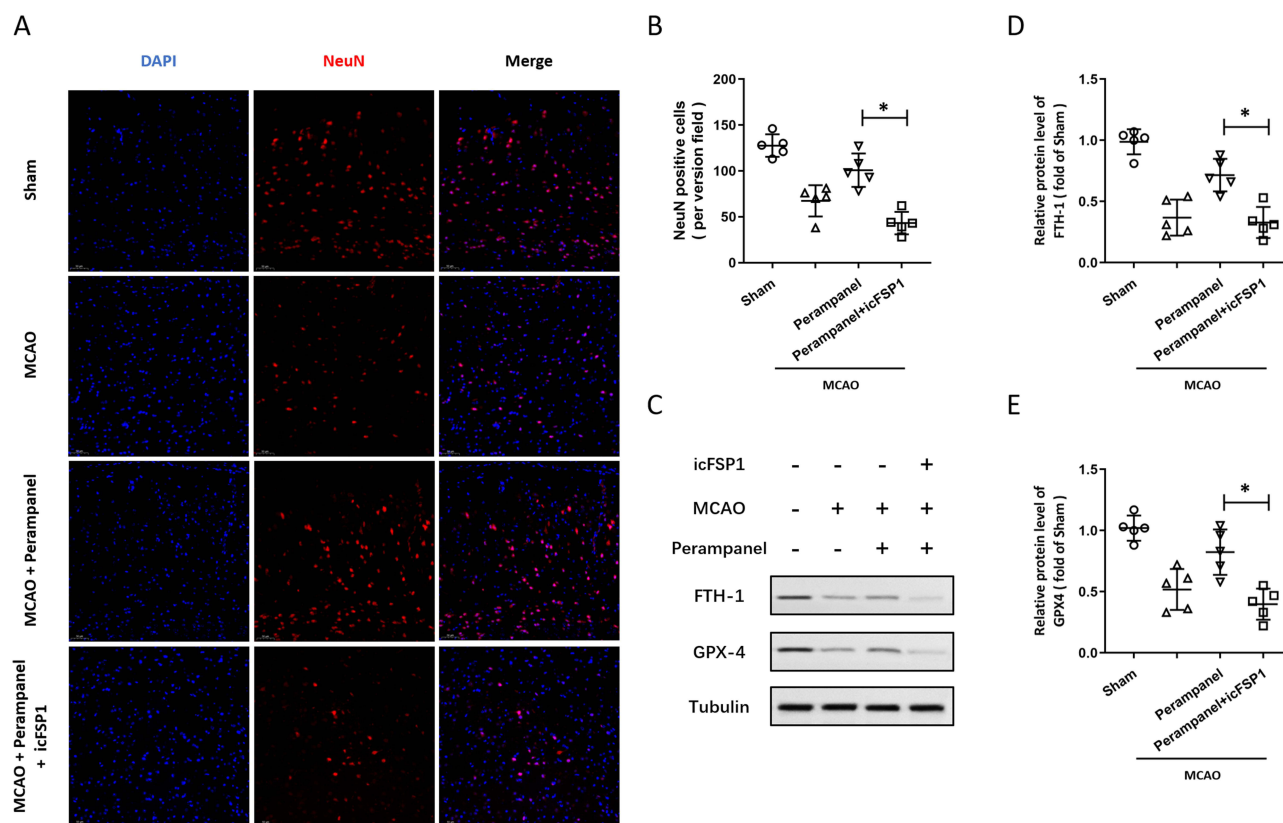 A
DAPI
NeuN
Merge
Sham
MCAO
MCAO + Perampanel
MCAO + Perampanel
+ icFSP1
B
NeuN positive cells
( per version field )
200
150
100
50
0
*
Sham
Perampanel
Perampanel+icFSP1
MCAO
C
icFSP1 - - - +
MCAO - + + +
Perampanel - - + +
FTH-1
GPX-4
Tubulin
D
Relative protein level of
FTH-1 ( fold of Sham )
1.5
1.0
0.5
0.0
*
Sham
Perampanel
Perampanel+icFSP1
MCAO
E
Relative protein level of
GPX4 ( fold of Sham )
1.5
1.0
0.5
0.0
*
Sham
Perampanel
Perampanel+icFSP1
MCAO